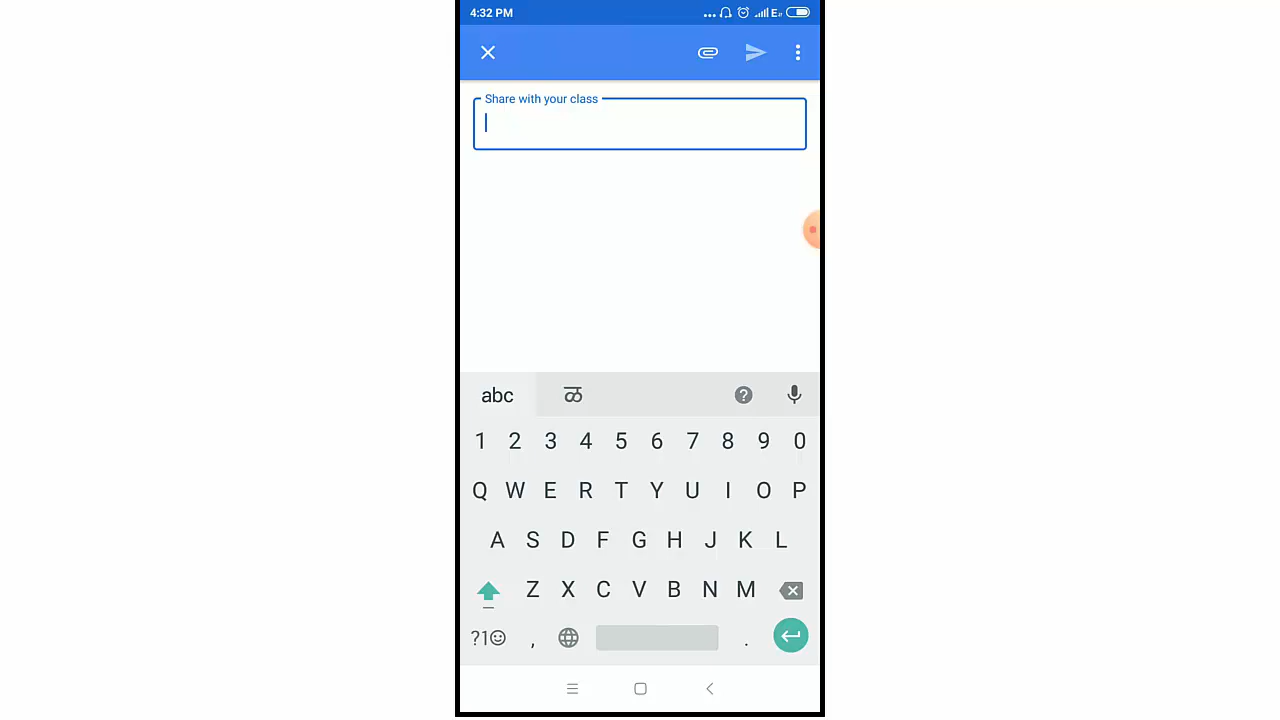 4:32 PM
... E
Share with your class
abc ळ ?
1 2 3 4 5 6 7 8 9 0
Q W E R T Y U I O P
A S D F G H J K L
Z X C V B N M
?1☺ , .